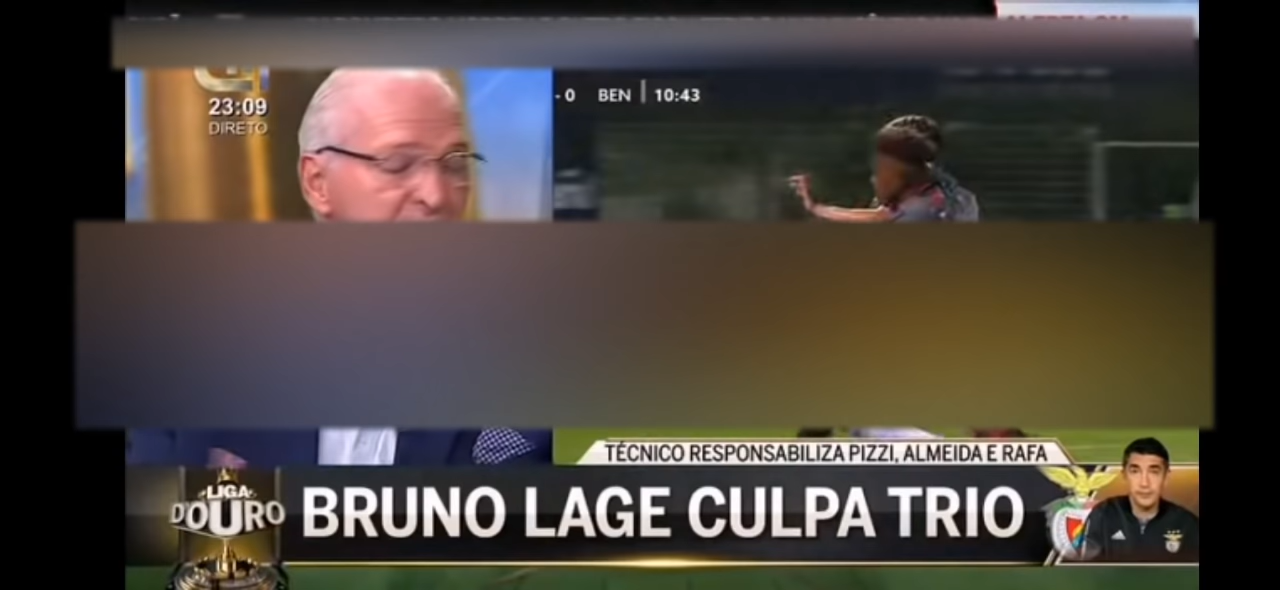 23:09
DIRETO
- 0 BEN 10:43
TÉCNICO RESPONSABILIZA PIZZI, ALMEIDA E RAFA
LIGA
D'OURO
BRUNO LAGE CULPA TRIO